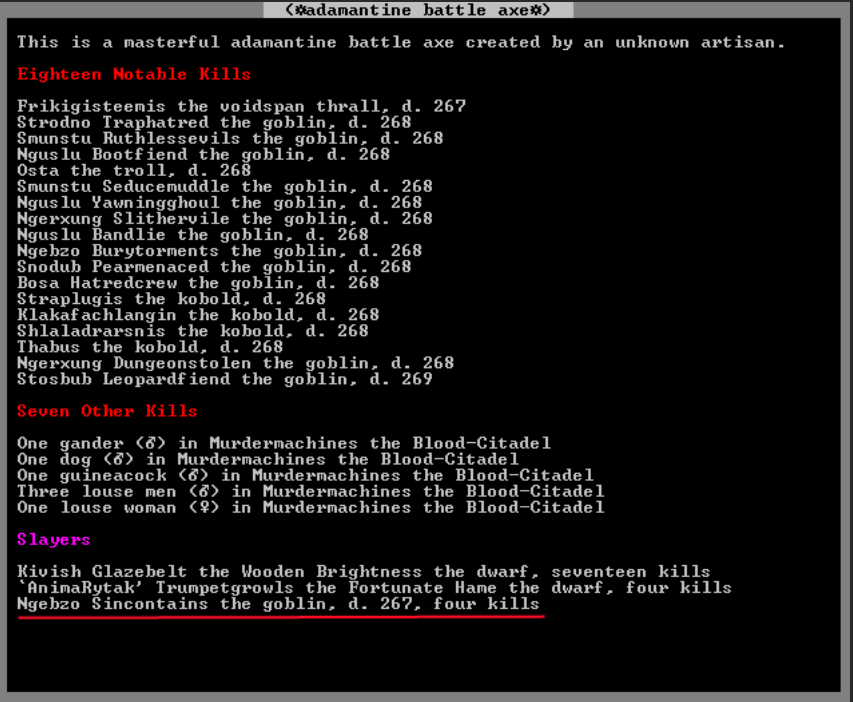 (☼adamantine battle axe☼)
This is a masterful adamantine battle axe created by an unknown artisan.
Eighteen Notable Kills
Frikigisteemis the voidspan thrall, d. 267
Strodno Traphatred the goblin, d. 268
Smunstu Ruthlessevils the goblin, d. 268
Nguslu Bootfiend the goblin, d. 268
Osta the troll, d. 268
Smunstu Seducemuddle the goblin, d. 268
Nguslu Yawningghoul the goblin, d. 268
Ngerxung Slithervile the goblin, d. 268
Nguslu Bandlie the goblin, d. 268
Ngebzo Burytorments the goblin, d. 268
Snodub Pearmenaced the goblin, d. 268
Bosa Hatredcrew the goblin, d. 268
Straplugis the kobold, d. 268
Klakafachlangin the kobold, d. 268
Shlaladrarsnis the kobold, d. 268
Thabus the kobold, d. 268
Ngerxung Dungeonstolen the goblin, d. 268
Stosbub Leopardfiend the goblin, d. 269
Seven Other Kills
One gander (♂) in Murdermachines the Blood-Citadel
One dog (♂) in Murdermachines the Blood-Citadel
One guineacock (♂) in Murdermachines the Blood-Citadel
Three louse men (♂) in Murdermachines the Blood-Citadel
One louse woman (♀) in Murdermachines the Blood-Citadel
Slayers
Kivish Glazebelt the Wooden Brightness the dwarf, seventeen kills
`AnimaRytak' Trumpetgrowls the Fortunate Hame the dwarf, four kills
Ngebzo Sincontains the goblin, d. 267, four kills